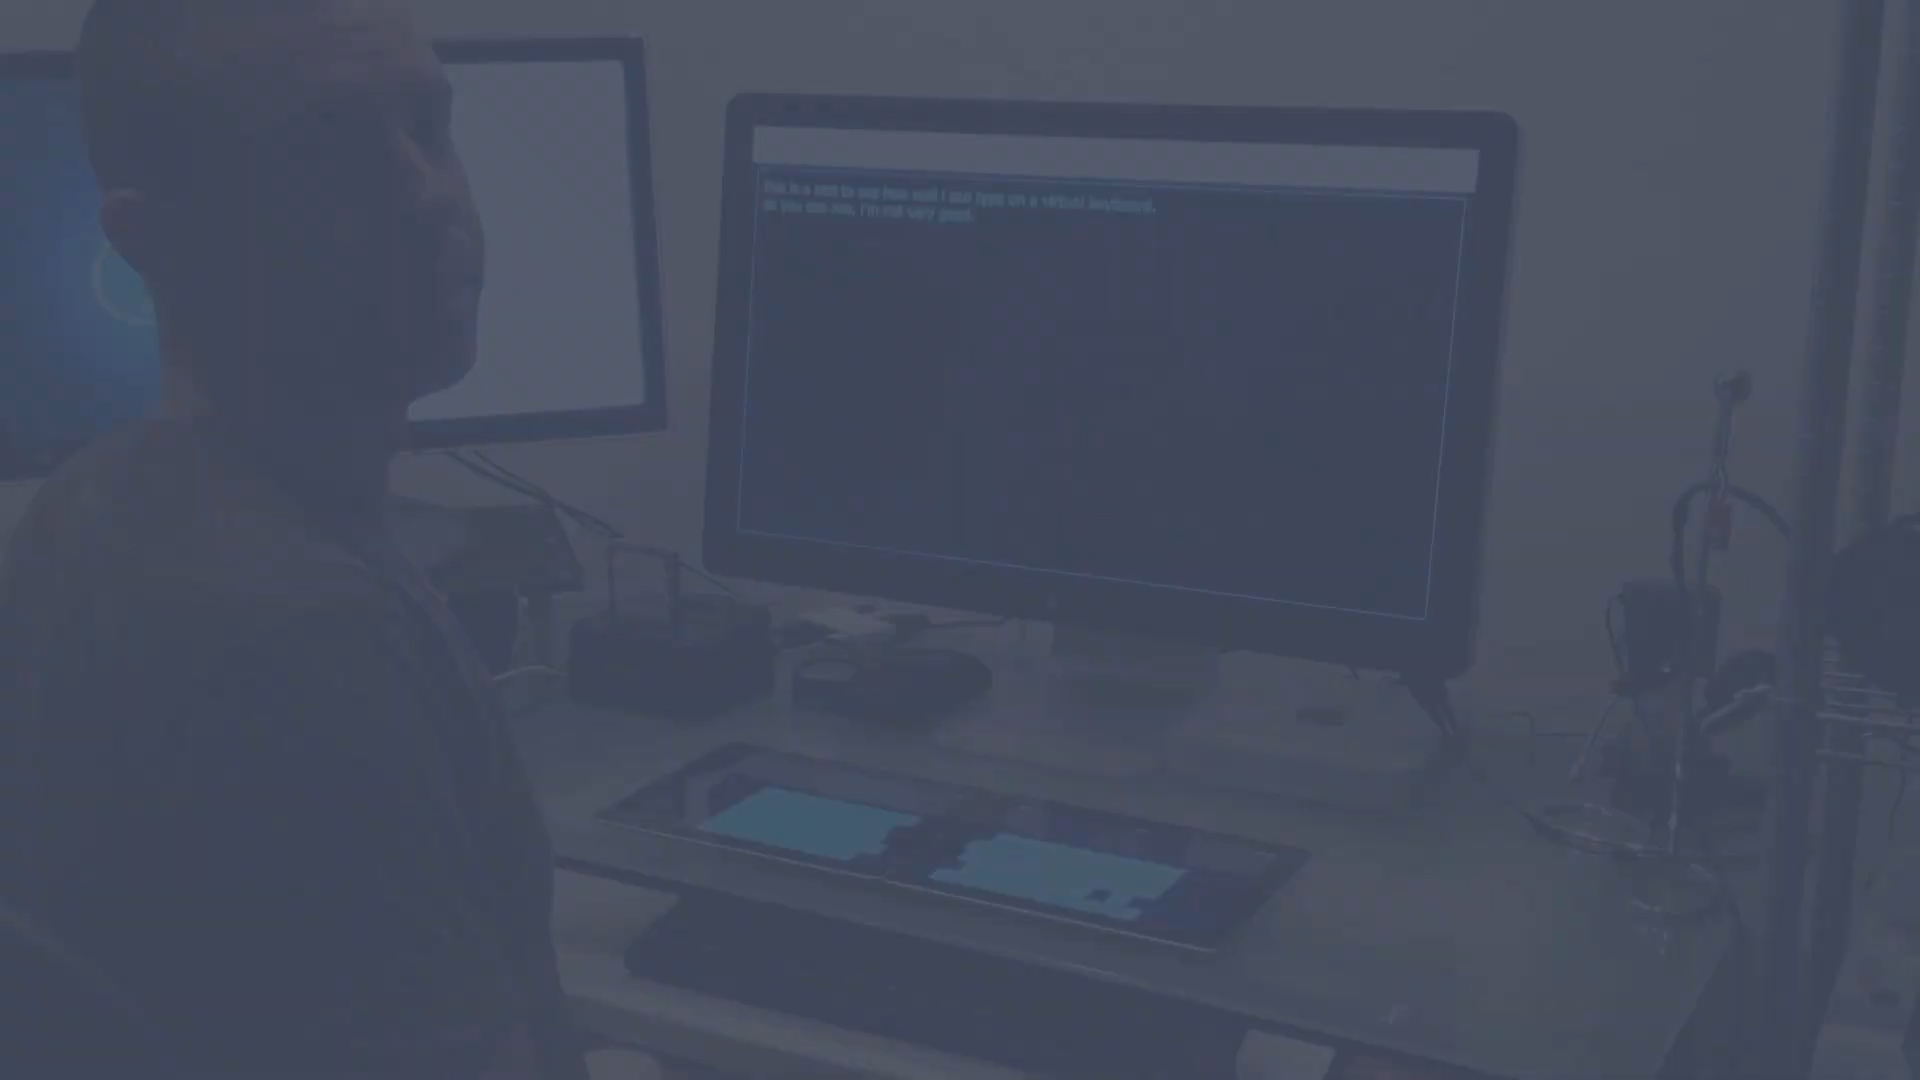 This is a test to see how well I can type on a virtual keyboard.
as you can see, I'm not very good.